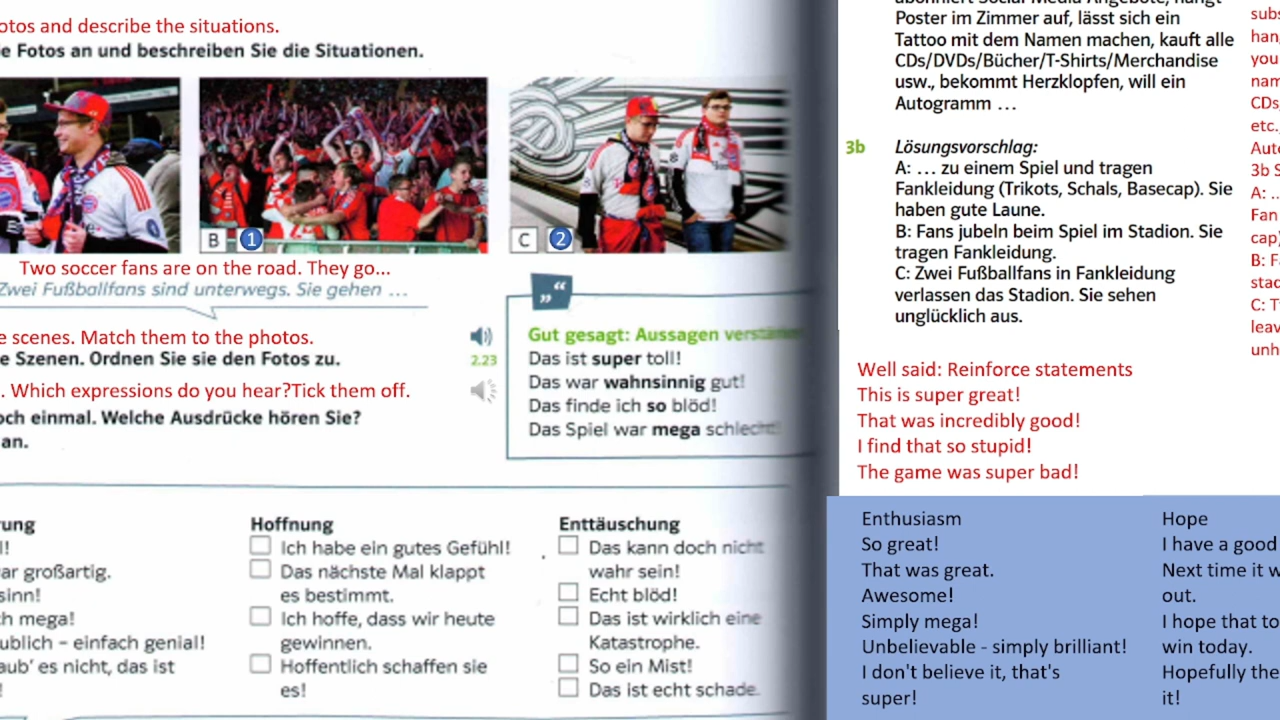 otos and describe the situations.
e Fotos an und beschreiben Sie die Situationen.
B 1
C 2
Two soccer fans are on the road. They go...
Zwei Fußballfans sind unterwegs. Sie gehen ...
e scenes. Match them to the photos.
e Szenen. Ordnen Sie sie den Fotos zu.
2.23
. Which expressions do you hear?Tick them off.
och einmal. Welche Ausdrücke hören Sie?
an.
„“
Gut gesagt: Aussagen verstärken
Das ist super toll!
Das war wahnsinnig gut!
Das finde ich so blöd!
Das Spiel war mega schlecht!
rung
l!
ar großartig.
sinn!
ch mega!
ublich – einfach genial!
aub' es nicht, das ist
!
Hoffnung
Ich habe ein gutes Gefühl!
Das nächste Mal klappt
es bestimmt.
Ich hoffe, dass wir heute
gewinnen.
Hoffentlich schaffen sie
es!
Enttäuschung
Das kann doch nicht
wahr sein!
Echt blöd!
Das ist wirklich eine
Katastrophe.
So ein Mist!
Das ist echt schade.
abonniert Social Media Angebote, hängt
Poster im Zimmer auf, lässt sich ein
Tattoo mit dem Namen machen, kauft alle
CDs/DVDs/Bücher/T-Shirts/Merchandise
usw., bekommt Herzklopfen, will ein
Autogramm ...
3b Lösungsvorschlag:
A: ... zu einem Spiel und tragen
Fankleidung (Trikots, Schals, Basecap). Sie
haben gute Laune.
B: Fans jubeln beim Spiel im Stadion. Sie
tragen Fankleidung.
C: Zwei Fußballfans in Fankleidung
verlassen das Stadion. Sie sehen
unglücklich aus.
subs
han
you
nam
CDs
etc.
Auto
3b S
A: ..
Fan
cap)
B: F
stad
C: T
leav
unh
Well said: Reinforce statements
This is super great!
That was incredibly good!
I find that so stupid!
The game was super bad!
Enthusiasm
So great!
That was great.
Awesome!
Simply mega!
Unbelievable - simply brilliant!
I don't believe it, that's
super!
Hope
I have a good
Next time it w
out.
I hope that to
win today.
Hopefully the
it!